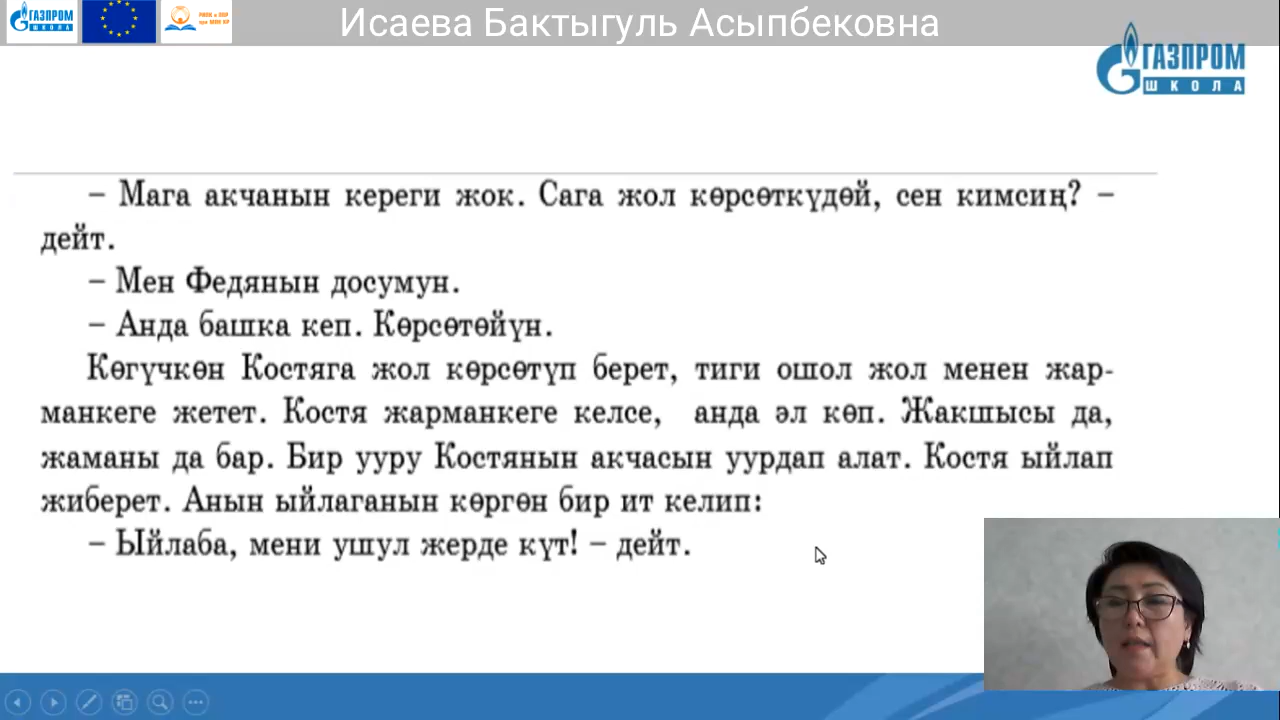 ГАЗПРОМ
ШКОЛА
Исаева Бактыгуль Асыпбековна
ГАЗПРОМ
ШКОЛА
– Мага акчанын кереги жок. Сага жол көрсөткүдөй, сен кимсиң? –
дейт.
– Мен Федянын досумун.
– Анда башка кеп. Көрсөтөйүн.
Көгүчкөн Костяга жол көрсөтүп берет, тиги ошол жол менен жар-
манкеге жетет. Костя жарманкеге келсе, анда эл көп. Жакшысы да,
жаманы да бар. Бир ууру Костянын акчасын уурдап алат. Костя ыйлап
жиберет. Анын ыйлаганын көргөн бир ит келип:
– Ыйлаба, мени ушул жерде күт! – дейт.